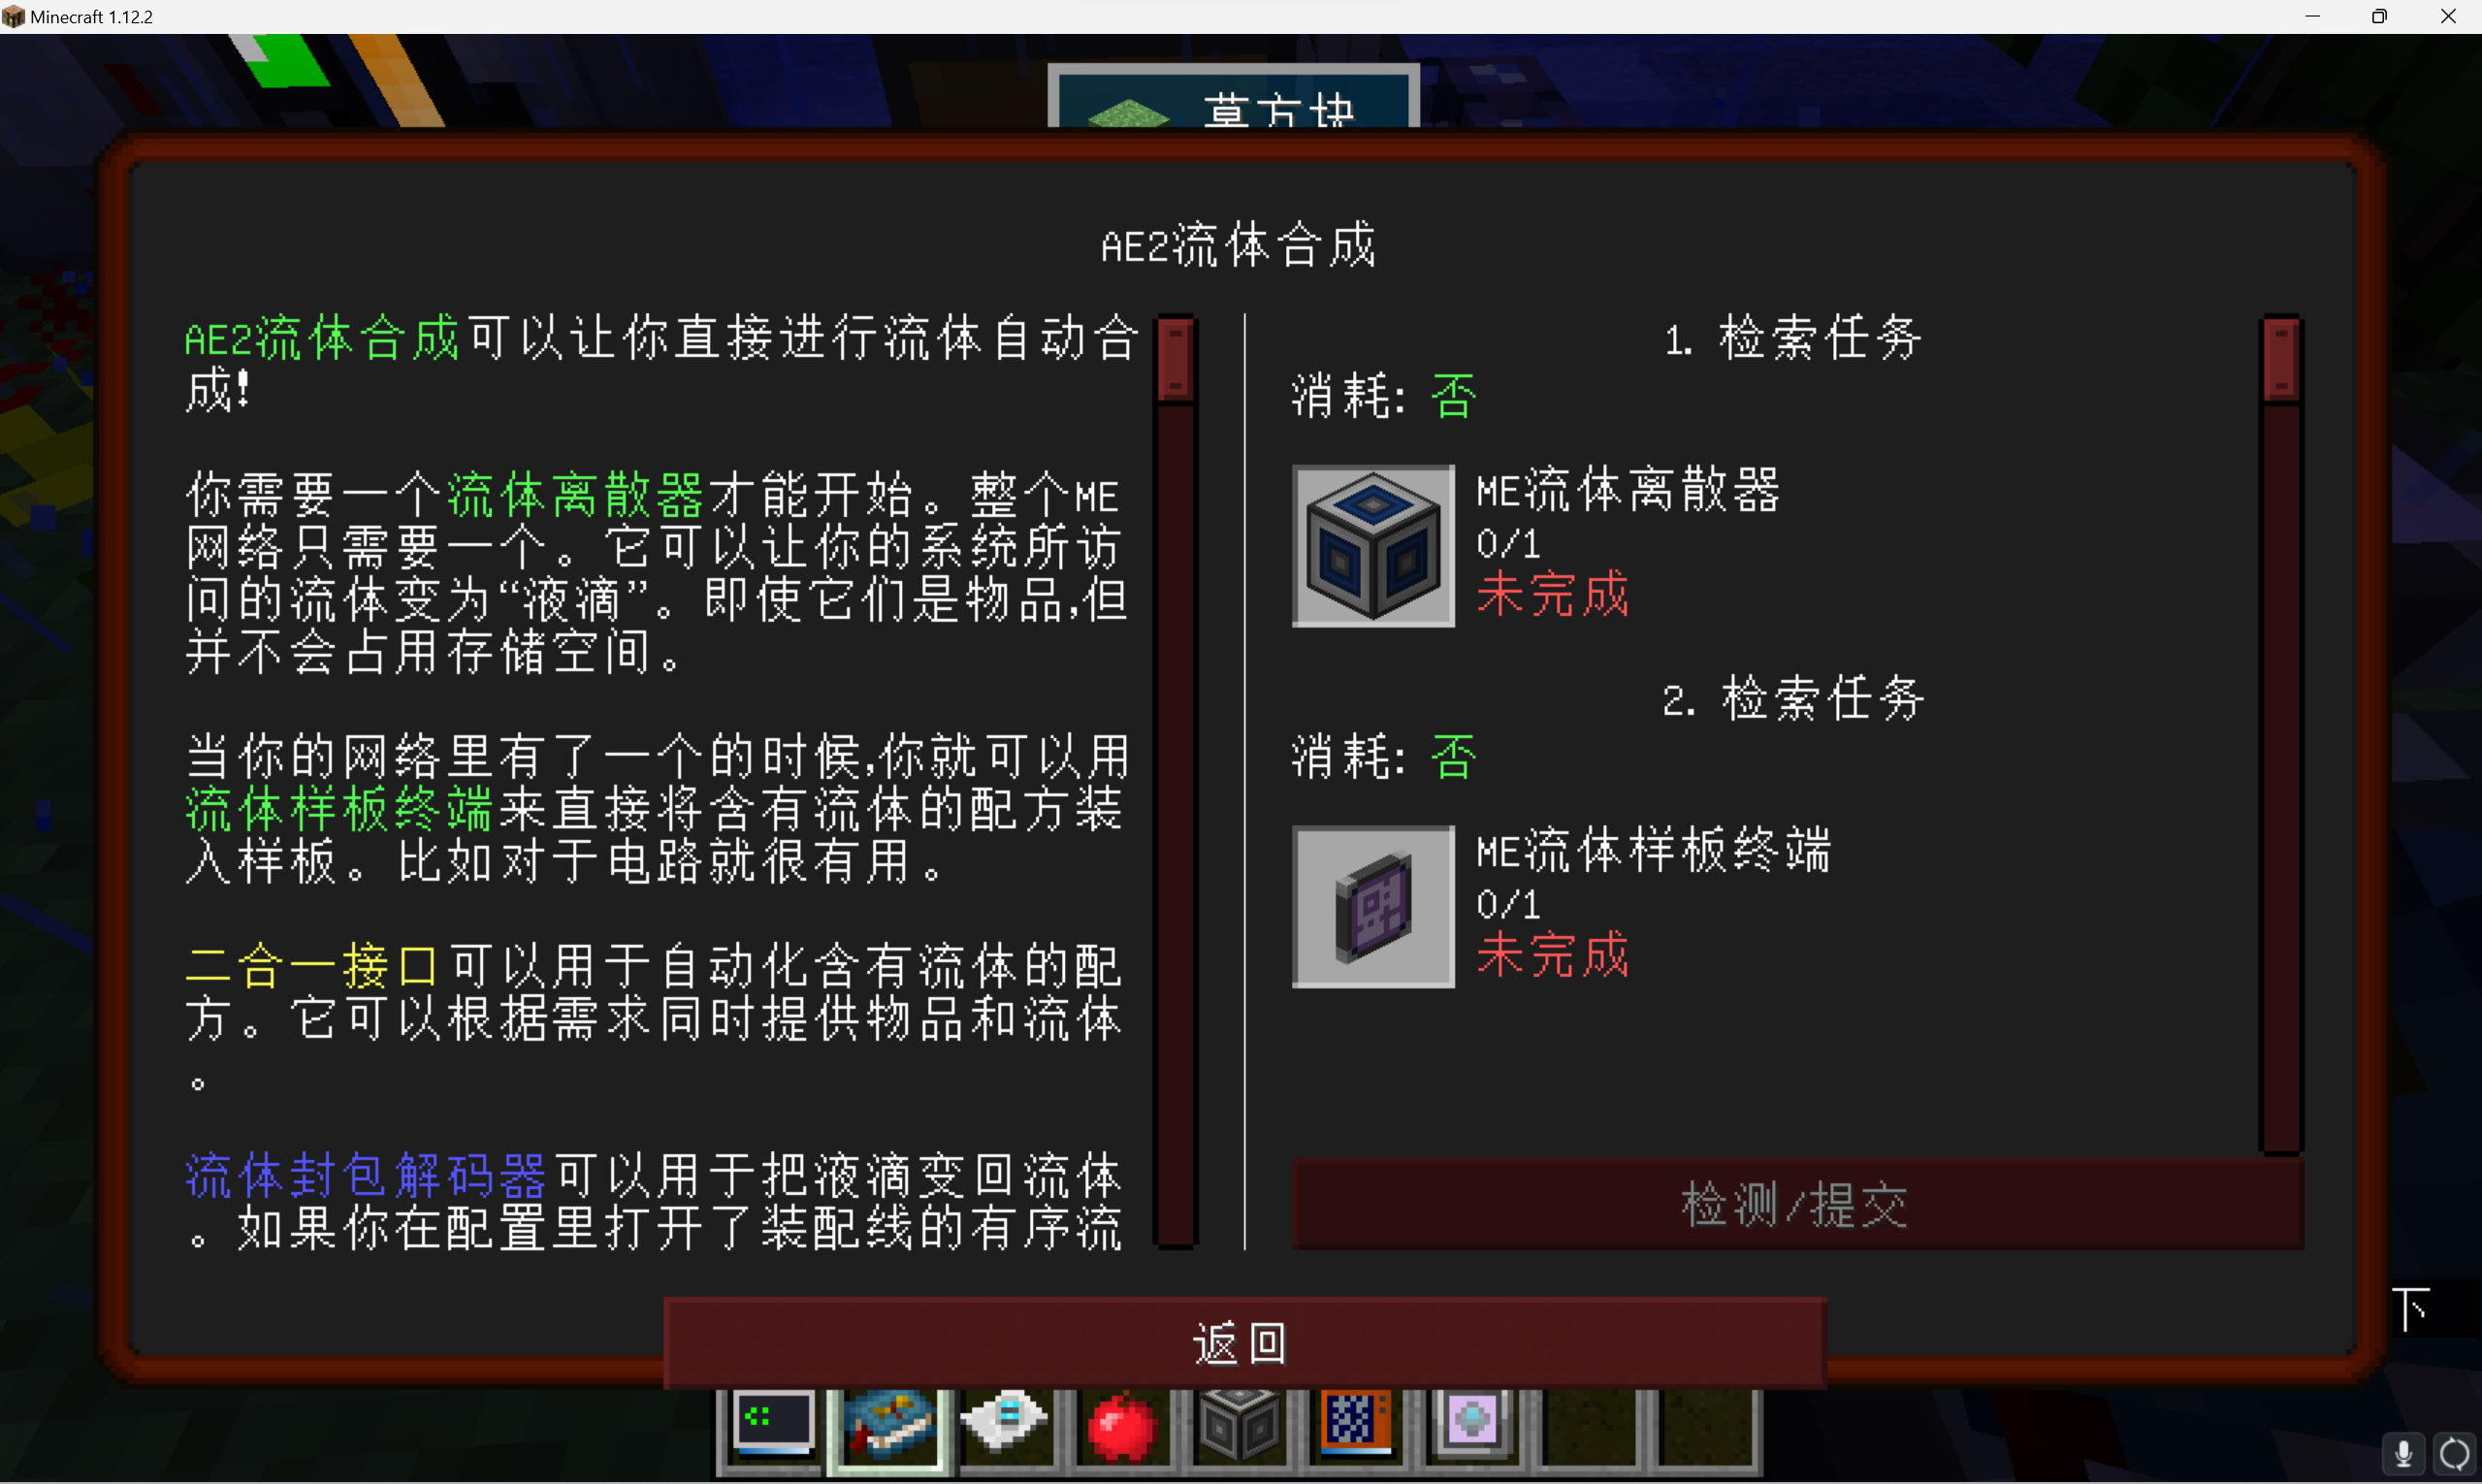 Minecraft 1.12.2
草方块
AE2流体合成
AE2流体合成可以让你直接进行流体自动合
成!
你需要一个流体离散器才能开始。整个ME
网络只需要一个。它可以让你的系统所访
问的流体变为“液滴”。即使它们是物品,但
并不会占用存储空间。
当你的网络里有了一个的时候,你就可以用
流体样板终端来直接将含有流体的配方装
入样板。比如对于电路就很有用。
二合一接口可以用于自动化含有流体的配
方。它可以根据需求同时提供物品和流体
。
流体封包解码器可以用于把液滴变回流体
。如果你在配置里打开了装配线的有序流
1. 检索任务
消耗: 否
ME流体离散器
0/1
未完成
2. 检索任务
消耗: 否
ME流体样板终端
0/1
未完成
检测/提交
返回
下